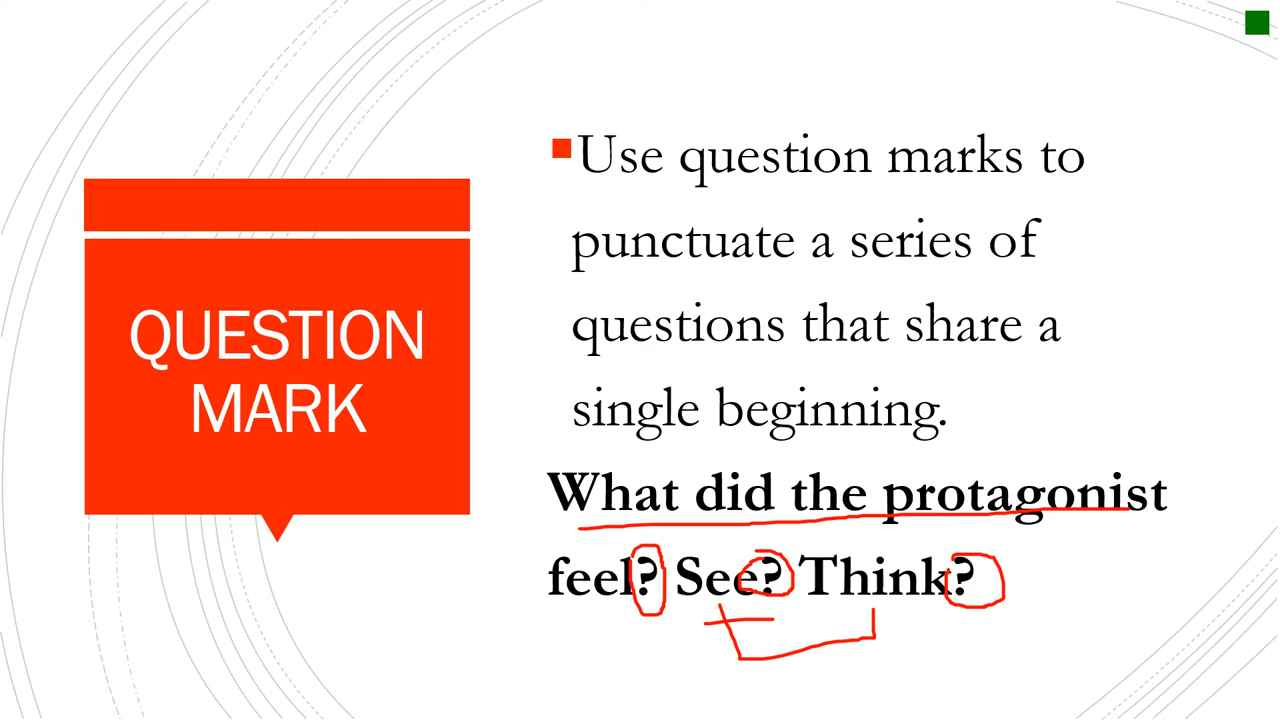 QUESTION
MARK
Use question marks to
punctuate a series of
questions that share a
single beginning.
What did the protagonist
feel? See? Think?